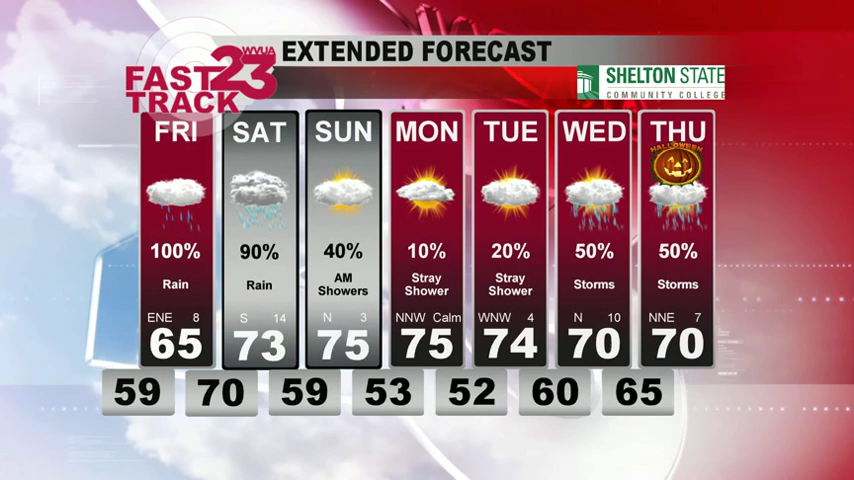 23
WVUA
EXTENDED FORECAST
FAST
TRACK
SHELTON STATE
COMMUNITY COLLEGE
FRI SAT SUN MON TUE WED THU
HALLOWEEN
100% 90% 40% 10% 20% 50% 50%
Rain Rain AM Showers Stray Shower Stray Shower Storms Storms
ENE 8 S 14 N 3 NNW Calm WNW 4 N 10 NNE 7
65 73 75 75 74 70 70
59 70 59 53 52 60 65